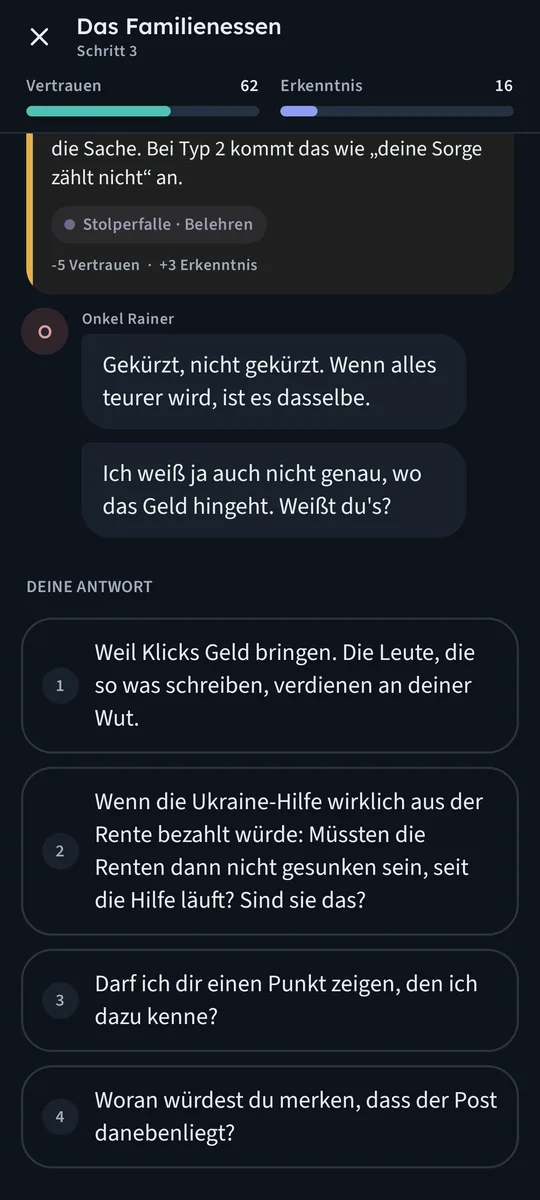 Das Familienessen
Schritt 3
Vertrauen 62
Erkenntnis 16
die Sache. Bei Typ 2 kommt das wie „deine Sorge
zählt nicht“ an.
Stolperfalle · Belehren
-5 Vertrauen · +3 Erkenntnis
O
Onkel Rainer
Gekürzt, nicht gekürzt. Wenn alles
teurer wird, ist es dasselbe.
Ich weiß ja auch nicht genau, wo
das Geld hingeht. Weißt du's?
DEINE ANTWORT
1
Weil Klicks Geld bringen. Die Leute, die
so was schreiben, verdienen an deiner
Wut.
2
Wenn die Ukraine-Hilfe wirklich aus der
Rente bezahlt würde: Müssten die
Renten dann nicht gesunken sein, seit
die Hilfe läuft? Sind sie das?
3
Darf ich dir einen Punkt zeigen, den ich
dazu kenne?
4
Woran würdest du merken, dass der Post
danebenliegt?